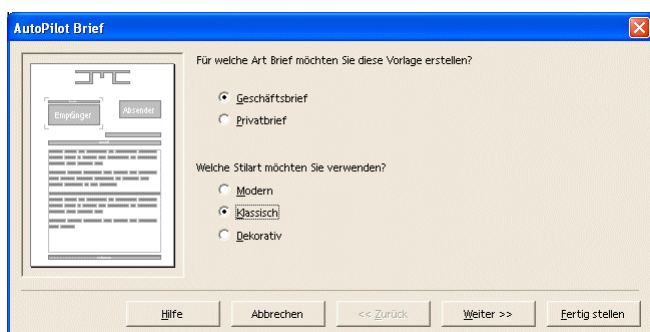 AutoPilot Brief
Für welche Art Brief möchten Sie diese Vorlage erstellen?
Geschäftsbrief
Privatbrief
Empfänger
Absender
Welche Stilart möchten Sie verwenden?
Modern
Klassisch
Dekorativ
Hilfe
Abbrechen
<< Zurück
Weiter >>
Fertig stellen